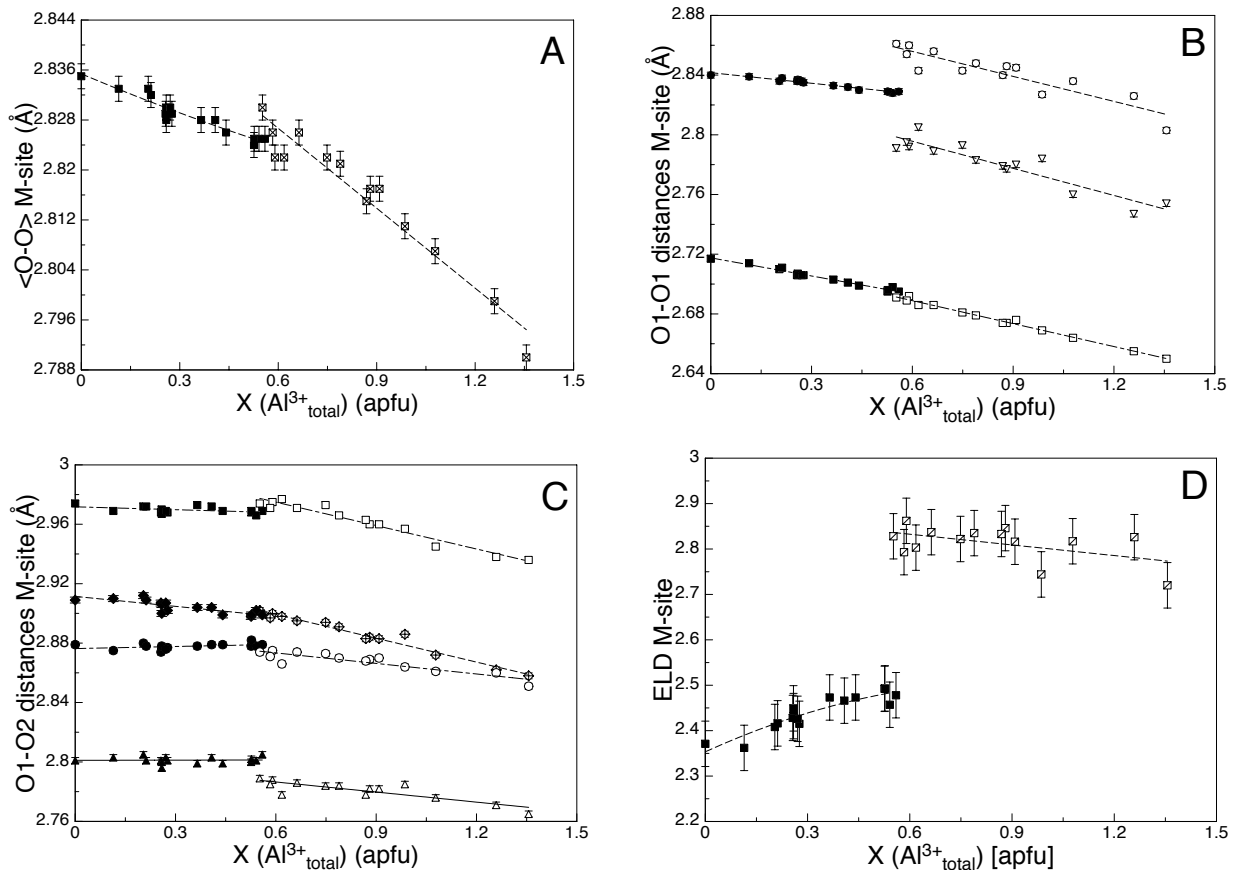 A
<O-O> M-site (Å)
2.844
2.836
2.828
2.82
2.812
2.804
2.796
2.788
0 0.3 0.6 0.9 1.2 1.5
X (Al³⁺total) (apfu)
B
O1-O1 distances M-site (Å)
2.88
2.84
2.8
2.76
2.72
2.68
2.64
0 0.3 0.6 0.9 1.2 1.5
X (Al³⁺total) (apfu)
C
O1-O2 distances M-site (Å)
3
2.96
2.92
2.88
2.84
2.8
2.76
0 0.3 0.6 0.9 1.2 1.5
X (Al³⁺total) (apfu)
D
ELD M-site
3
2.9
2.8
2.7
2.6
2.5
2.4
2.3
2.2
0 0.3 0.6 0.9 1.2 1.5
X (Al³⁺total) [apfu]